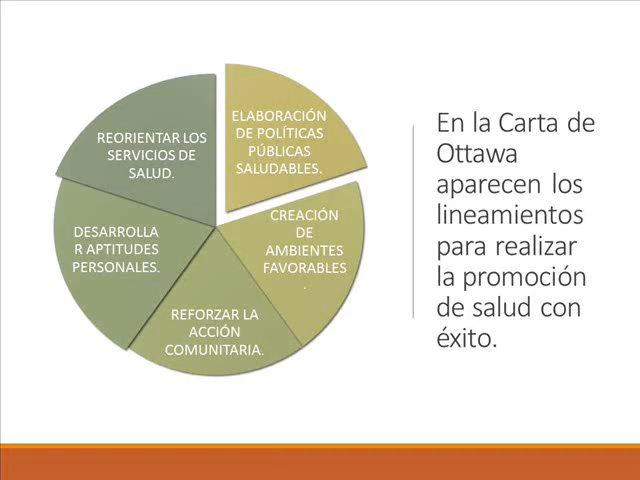 ELABORACIÓN
DE POLÍTICAS
PÚBLICAS
SALUDABLES.
CREACIÓN
DE
AMBIENTES
FAVORABLES
.
REFORZAR LA
ACCIÓN
COMUNITARIA.
DESARROLLA
R APTITUDES
PERSONALES.
REORIENTAR LOS
SERVICIOS DE
SALUD.
En la Carta de
Ottawa
aparecen los
lineamientos
para realizar
la promoción
de salud con
éxito.